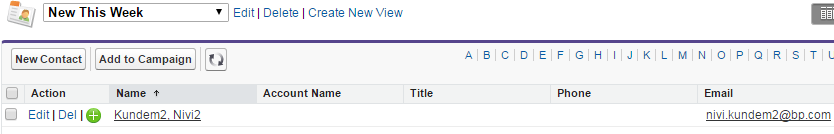 New This Week Edit | Delete | Create New View
New Contact Add to Campaign A | B | C | D | E | F | G | H | I | J | K | L | M | N | O | P | Q | R | S | T
Action Name ↑ Account Name Title Phone Email
Edit | Del | Kundem2, Nivi2 nivi.kundem2@bp.com